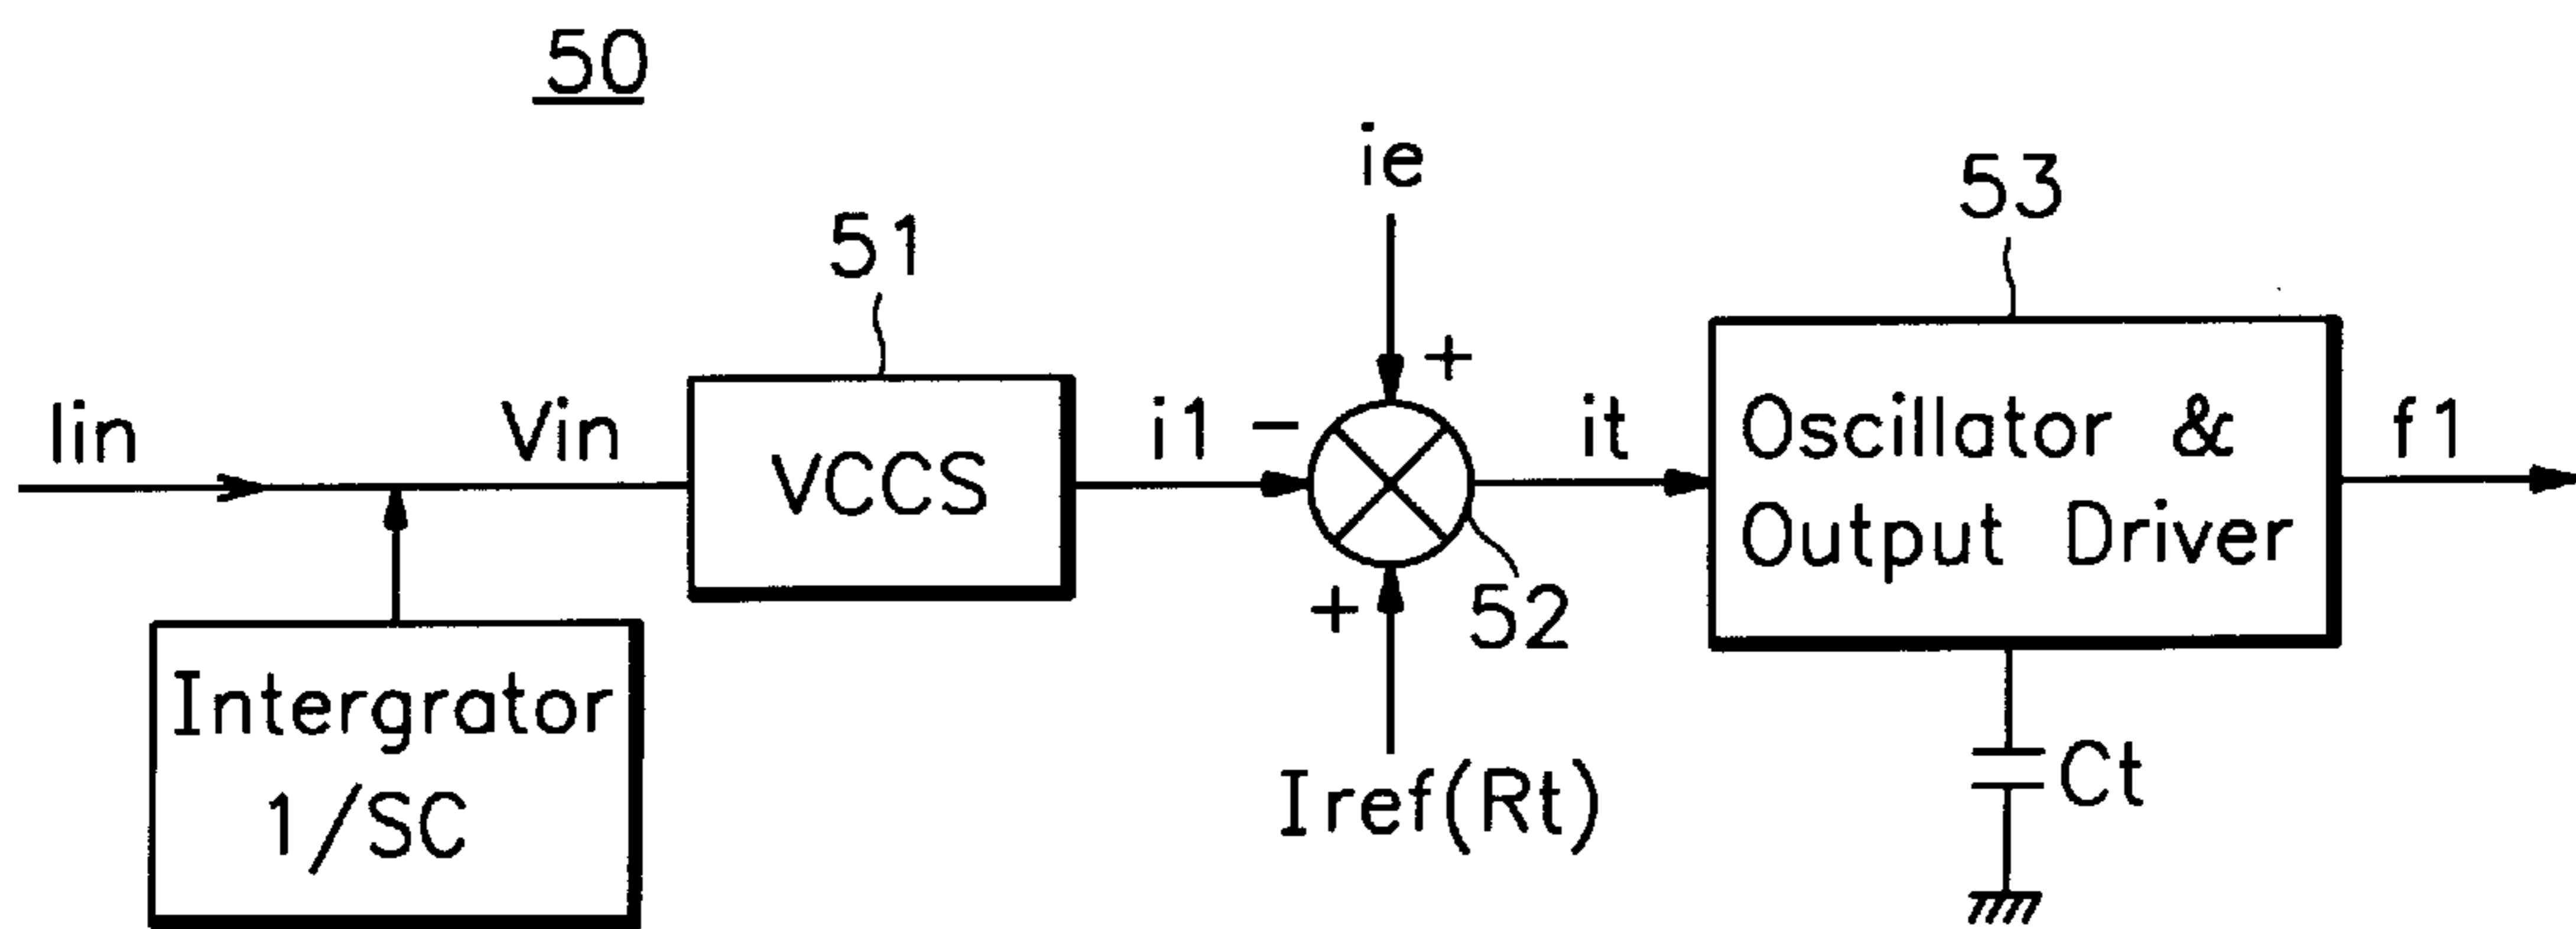 50
ie
51
53
Iin
Vin
VCCS
i1
−
+
it
Oscillator &
Output Driver
f1
+
52
Intergrator
1/SC
Iref(Rt)
Ct